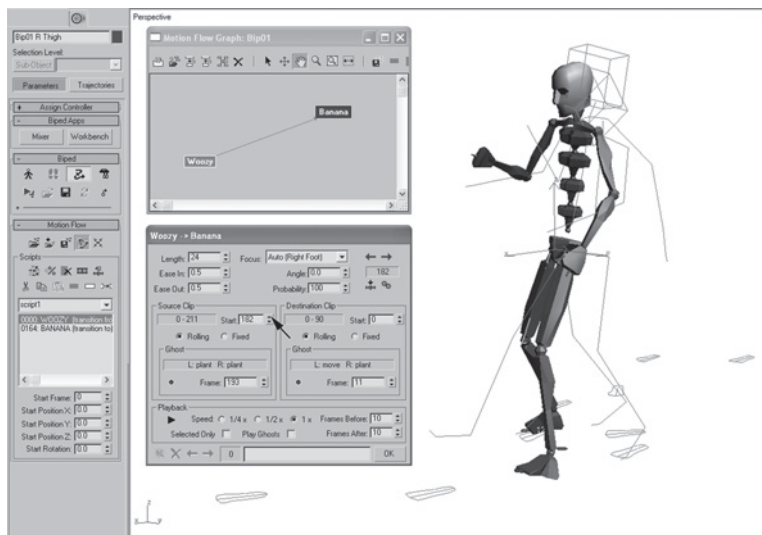 Bip01 R Thigh
Selection Level:
Sub-Object
Parameters Trajectories
+ Assign Controller
- Biped Apps
Mixer Workbench
- Biped
- Motion Flow
Scripts
script1
0000: WOOZY (transition to)
0164: BANANA (transition to)
Start Frame: 0
Start Position X: 0.0
Start Position Y: 0.0
Start Position Z: 0.0
Start Rotation: 0.0
Perspective
Motion Flow Graph: Bip01
Banana
Woozy
Woozy -> Banana
Length: 24 Focus: Auto (Right Foot)
Ease In: 0.5 Angle: 0.0 182
Ease Out: 0.5 Probability: 100
Source Clip Destination Clip
0 - 211 Start: 182 0 - 90 Start: 0
Rolling Fixed Rolling Fixed
Ghost Ghost
L: plant R: plant L: move R: plant
Frame: 193 Frame: 11
Playback
Speed: 1/4 x 1/2 x 1 x Frames Before: 10
Selected Only Play Ghosts Frames After: 10
0 OK
x
z